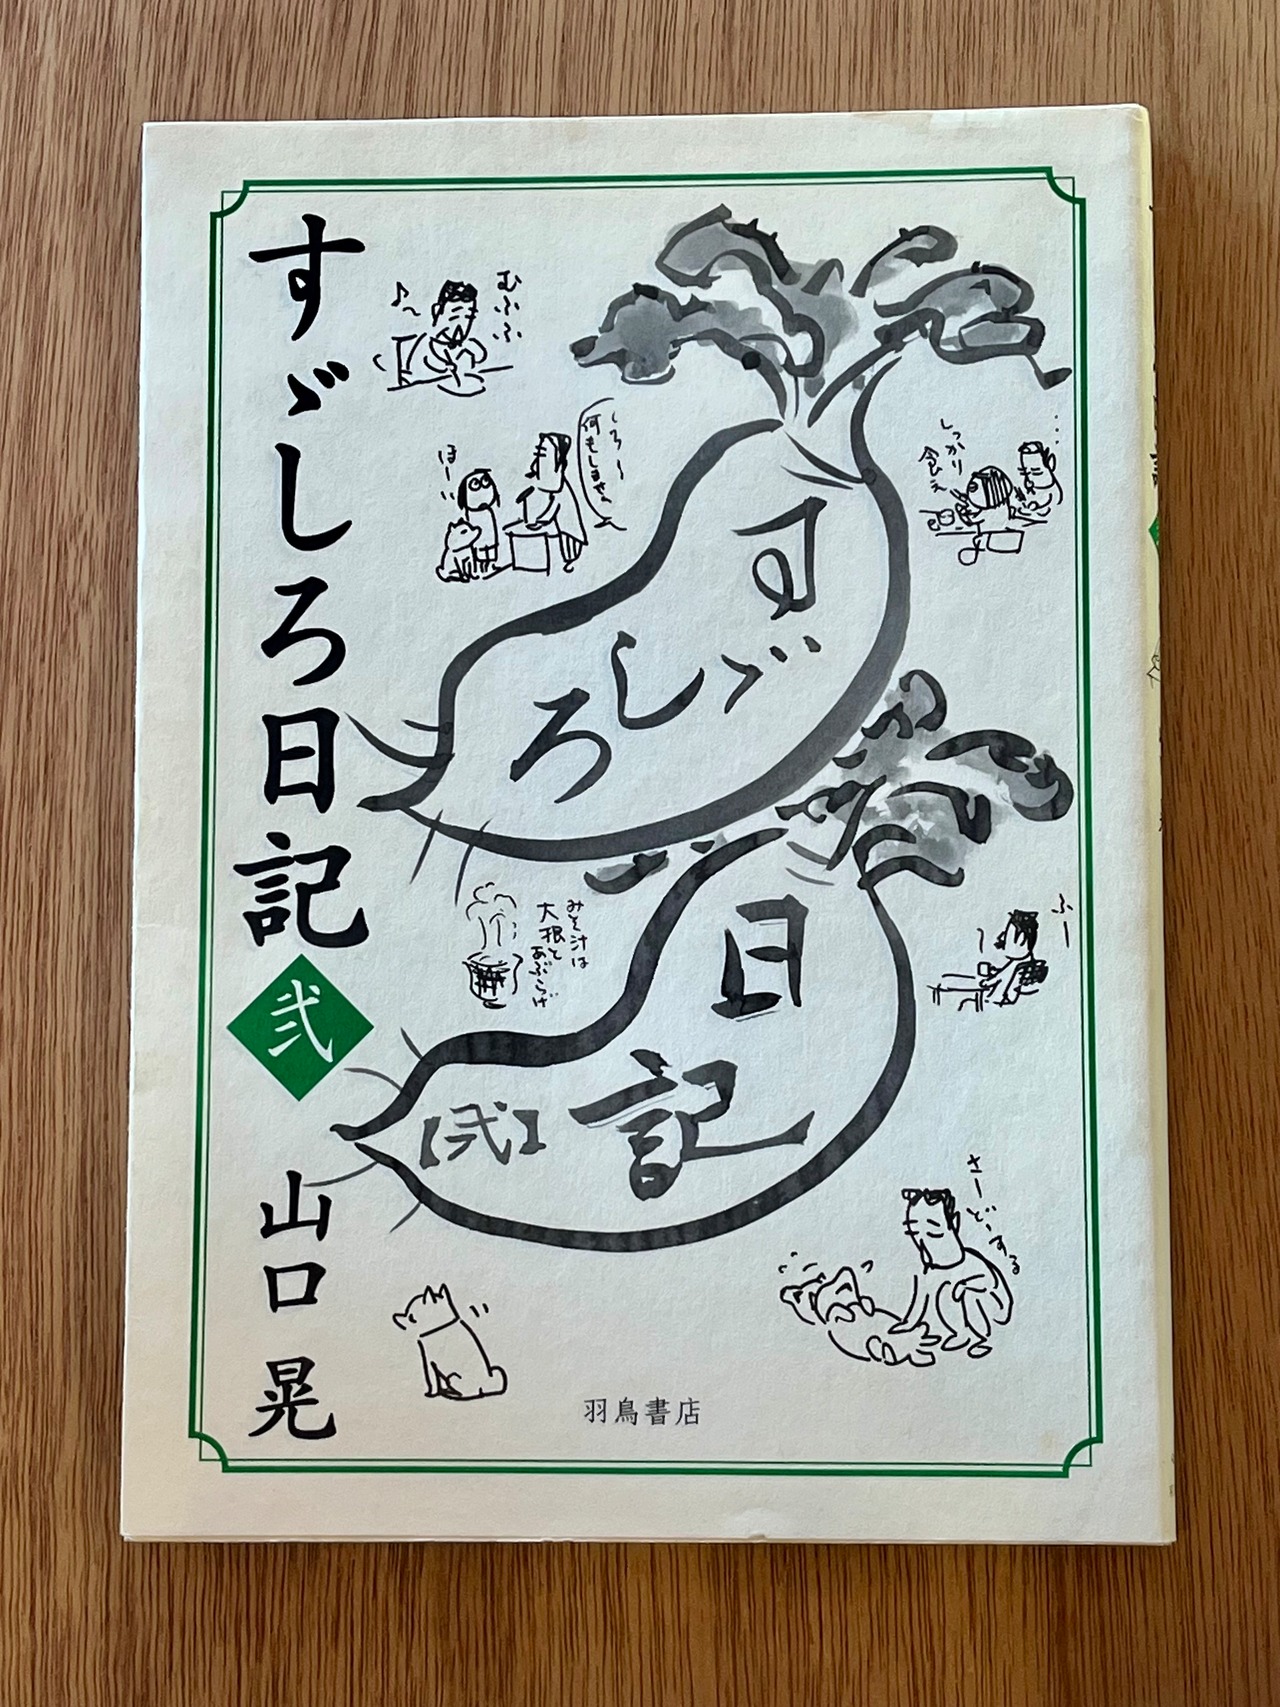 すゞしろ日記
弐
山口 晃
すゞしろ
日記
【弐】
むふふ
♪〜
しろ〜
何もしません
ほー
しっかり
食え
みそ汁は
大根と
あぶらげ
ふー
さーどーする
羽鳥書店